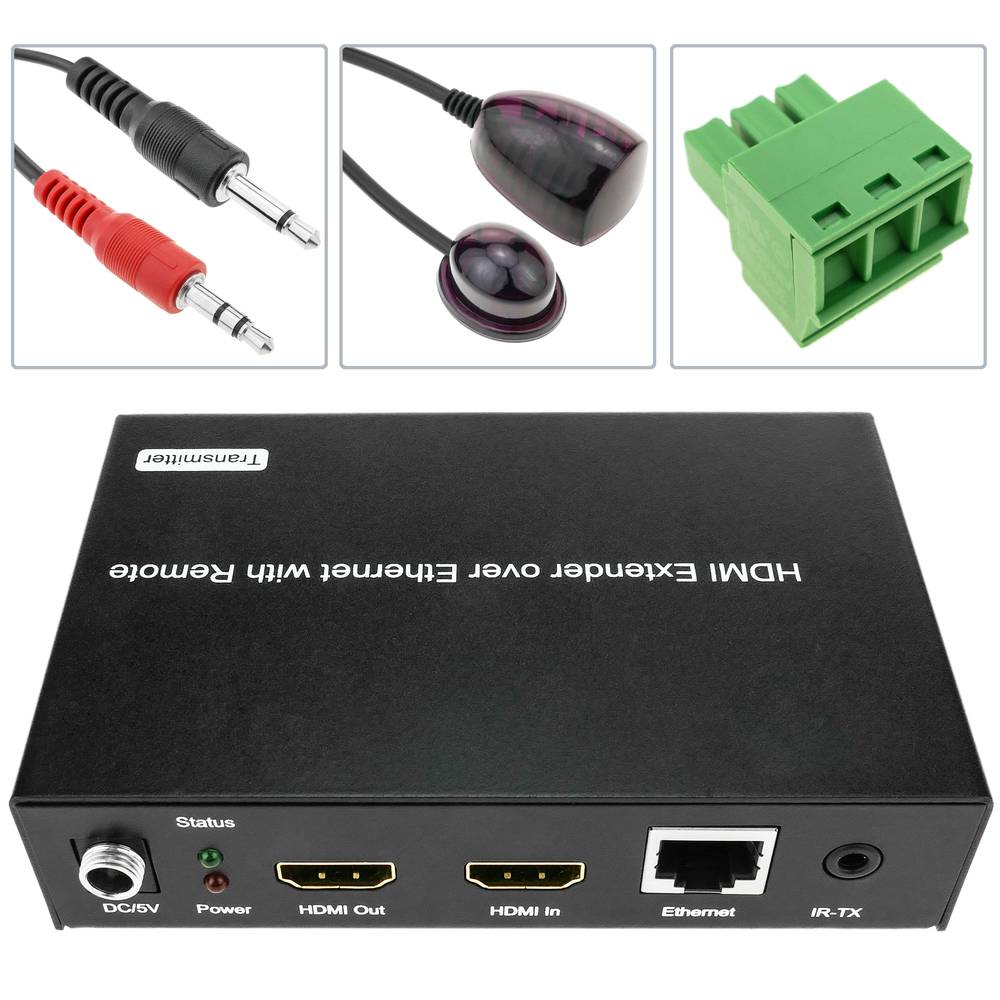 Transmitter
HDMI Extender over Ethernet with Remote
Status
DC/5V
Power
HDMI Out
HDMI In
Ethernet
IR-TX